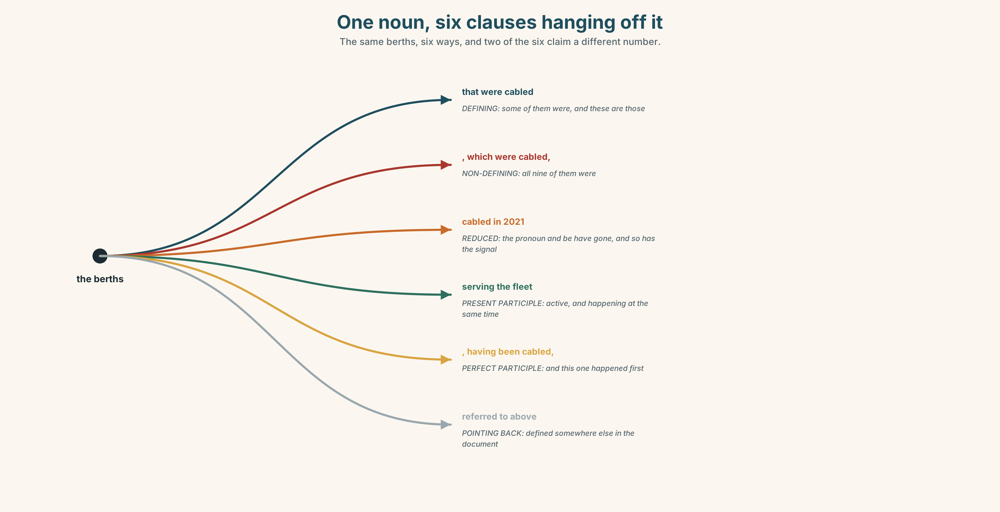 One noun, six clauses hanging off it
The same berths, six ways, and two of the six claim a different number.
that were cabled
DEFINING: some of them were, and these are those
, which were cabled,
NON-DEFINING: all nine of them were
cabled in 2021
REDUCED: the pronoun and be have gone, and so has
the signal
the berths
serving the fleet
PRESENT PARTICIPLE: active, and happening at the
same time
, having been cabled,
PERFECT PARTICIPLE: and this one happened first
referred to above
POINTING BACK: defined somewhere else in the
document